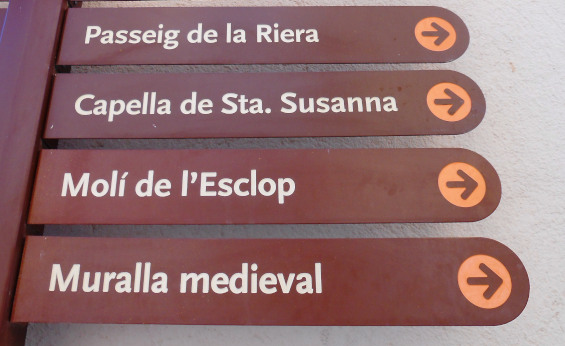 Passeig de la Riera
Capella de Sta. Susanna
Molí de l'Esclop
Muralla medieval